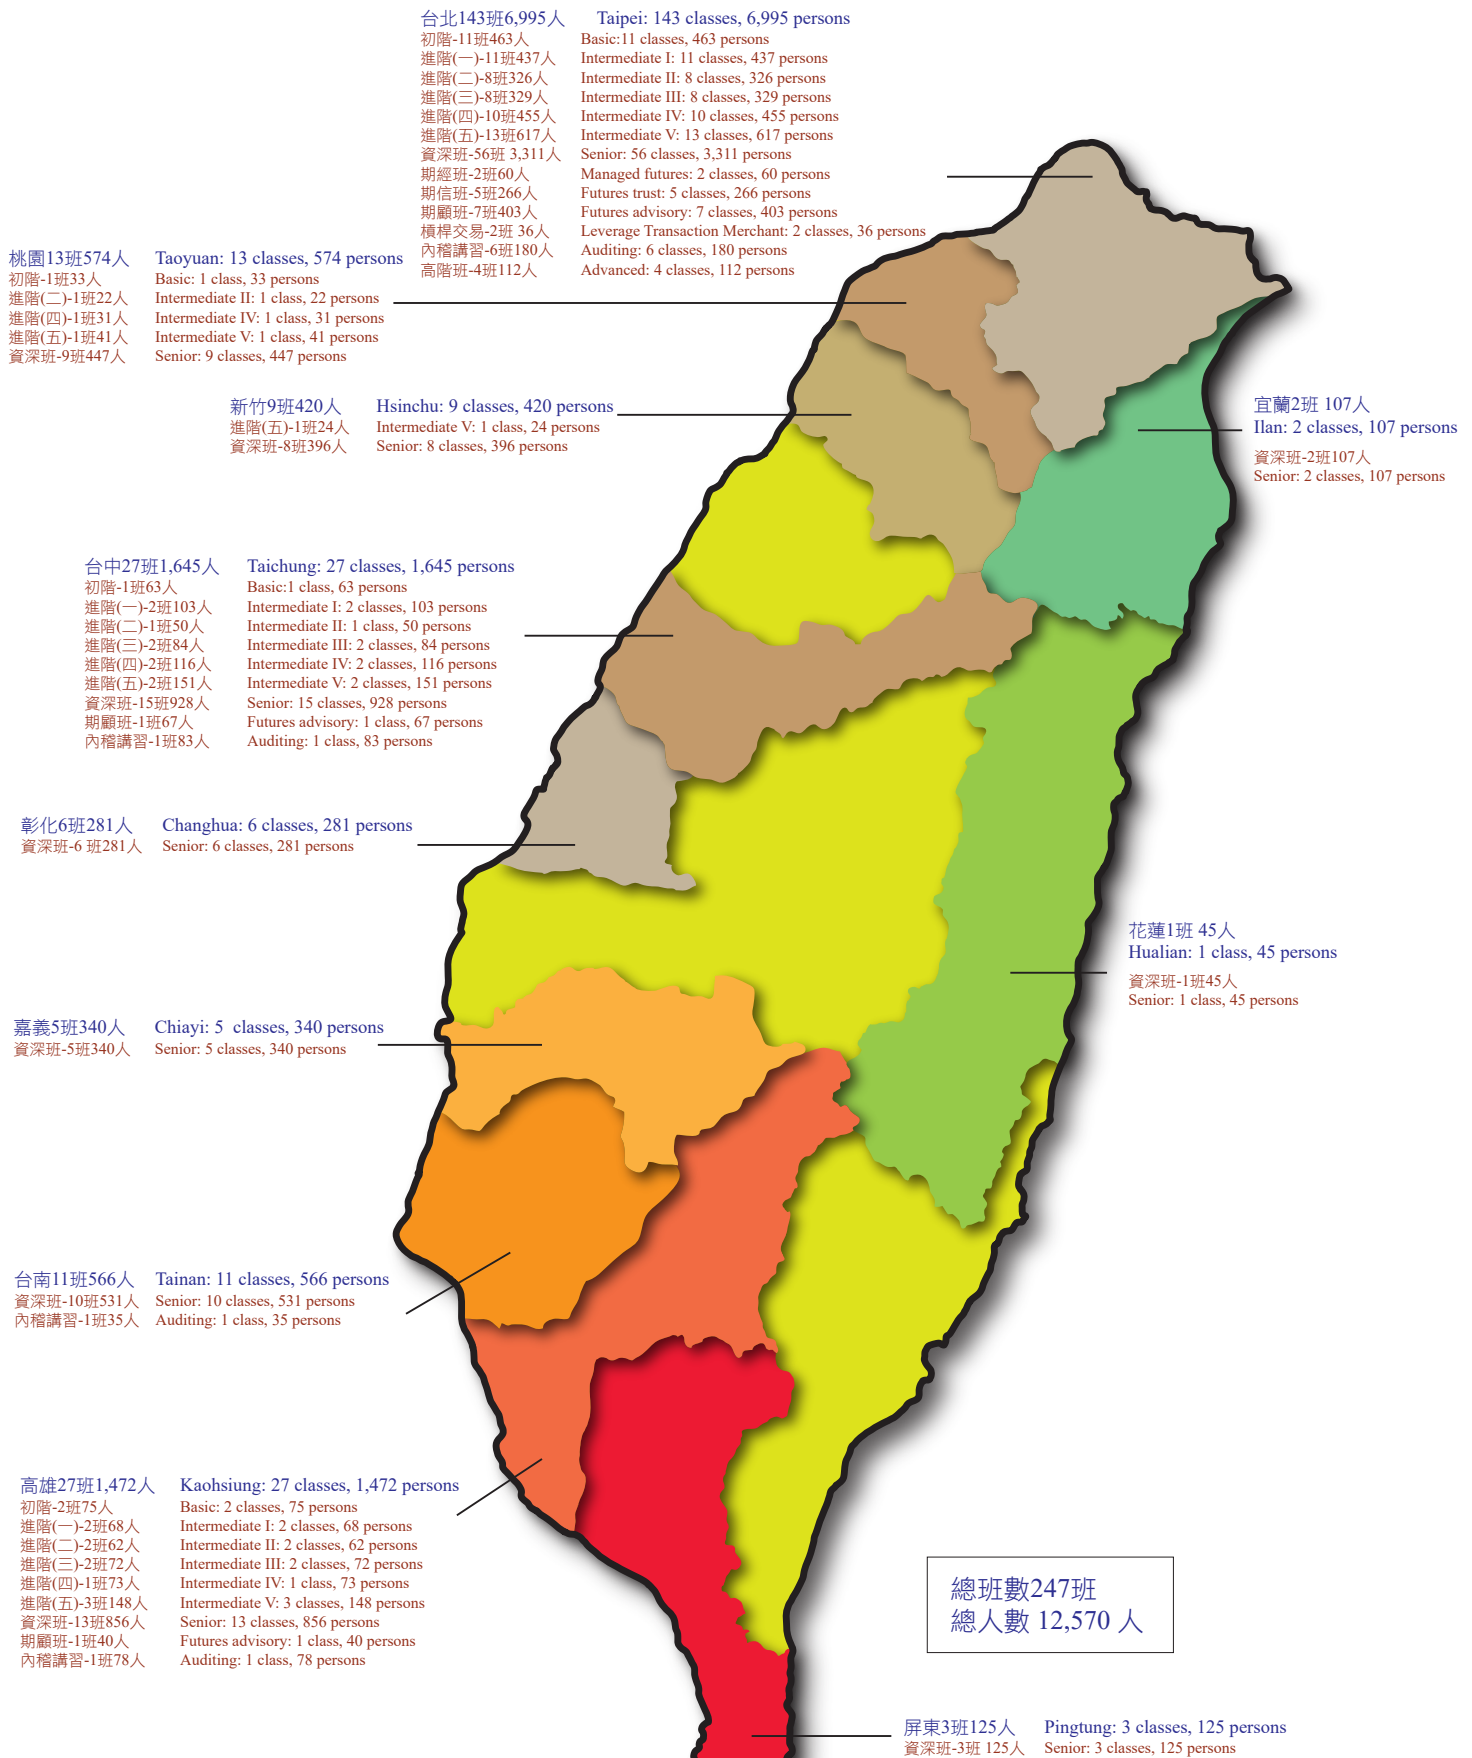 台北143班6,995人 Taipei: 143 classes, 6,995 persons
初階-11班463人 Basic:11 classes, 463 persons
進階(一)-11班437人 Intermediate I: 11 classes, 437 persons
進階(二)-8班326人 Intermediate II: 8 classes, 326 persons
進階(三)-8班329人 Intermediate III: 8 classes, 329 persons
進階(四)-10班455人 Intermediate IV: 10 classes, 455 persons
進階(五)-13班617人 Intermediate V: 13 classes, 617 persons
資深班-56班 3,311人 Senior: 56 classes, 3,311 persons
期經班-2班60人 Managed futures: 2 classes, 60 persons
期信班-5班266人 Futures trust: 5 classes, 266 persons
期顧班-7班403人 Futures advisory: 7 classes, 403 persons
槓桿交易-2班 36人 Leverage Transaction Merchant: 2 classes, 36 persons
內稽講習-6班180人 Auditing: 6 classes, 180 persons
高階班-4班112人 Advanced: 4 classes, 112 persons
桃園13班574人 Taoyuan: 13 classes, 574 persons
初階-1班33人 Basic: 1 class, 33 persons
進階(二)-1班22人 Intermediate II: 1 class, 22 persons
進階(四)-1班31人 Intermediate IV: 1 class, 31 persons
進階(五)-1班41人 Intermediate V: 1 class, 41 persons
資深班-9班447人 Senior: 9 classes, 447 persons
新竹9班420人 Hsinchu: 9 classes, 420 persons
進階(五)-1班24人 Intermediate V: 1 class, 24 persons
資深班-8班396人 Senior: 8 classes, 396 persons
宜蘭2班 107人
Ilan: 2 classes, 107 persons
資深班-2班107人
Senior: 2 classes, 107 persons
台中27班1,645人 Taichung: 27 classes, 1,645 persons
初階-1班63人 Basic:1 class, 63 persons
進階(一)-2班103人 Intermediate I: 2 classes, 103 persons
進階(二)-1班50人 Intermediate II: 1 class, 50 persons
進階(三)-2班84人 Intermediate III: 2 classes, 84 persons
進階(四)-2班116人 Intermediate IV: 2 classes, 116 persons
進階(五)-2班151人 Intermediate V: 2 classes, 151 persons
資深班-15班928人 Senior: 15 classes, 928 persons
期顧班-1班67人 Futures advisory: 1 class, 67 persons
內稽講習-1班83人 Auditing: 1 class, 83 persons
彰化6班281人 Changhua: 6 classes, 281 persons
資深班-6 班281人 Senior: 6 classes, 281 persons
花蓮1班 45人
Hualian: 1 class, 45 persons
資深班-1班45人
Senior: 1 class, 45 persons
嘉義5班340人 Chiayi: 5 classes, 340 persons
資深班-5班340人 Senior: 5 classes, 340 persons
台南11班566人 Tainan: 11 classes, 566 persons
資深班-10班531人 Senior: 10 classes, 531 persons
內稽講習-1班35人 Auditing: 1 class, 35 persons
高雄27班1,472人 Kaohsiung: 27 classes, 1,472 persons
初階-2班75人 Basic: 2 classes, 75 persons
進階(一)-2班68人 Intermediate I: 2 classes, 68 persons
進階(二)-2班62人 Intermediate II: 2 classes, 62 persons
進階(三)-2班72人 Intermediate III: 2 classes, 72 persons
進階(四)-1班73人 Intermediate IV: 1 class, 73 persons
進階(五)-3班148人 Intermediate V: 3 classes, 148 persons
資深班-13班856人 Senior: 13 classes, 856 persons
期顧班-1班40人 Futures advisory: 1 class, 40 persons
內稽講習-1班78人 Auditing: 1 class, 78 persons
總班數247班
總人數 12,570 人
屏東3班125人 Pingtung: 3 classes, 125 persons
資深班-3班 125人 Senior: 3 classes, 125 persons